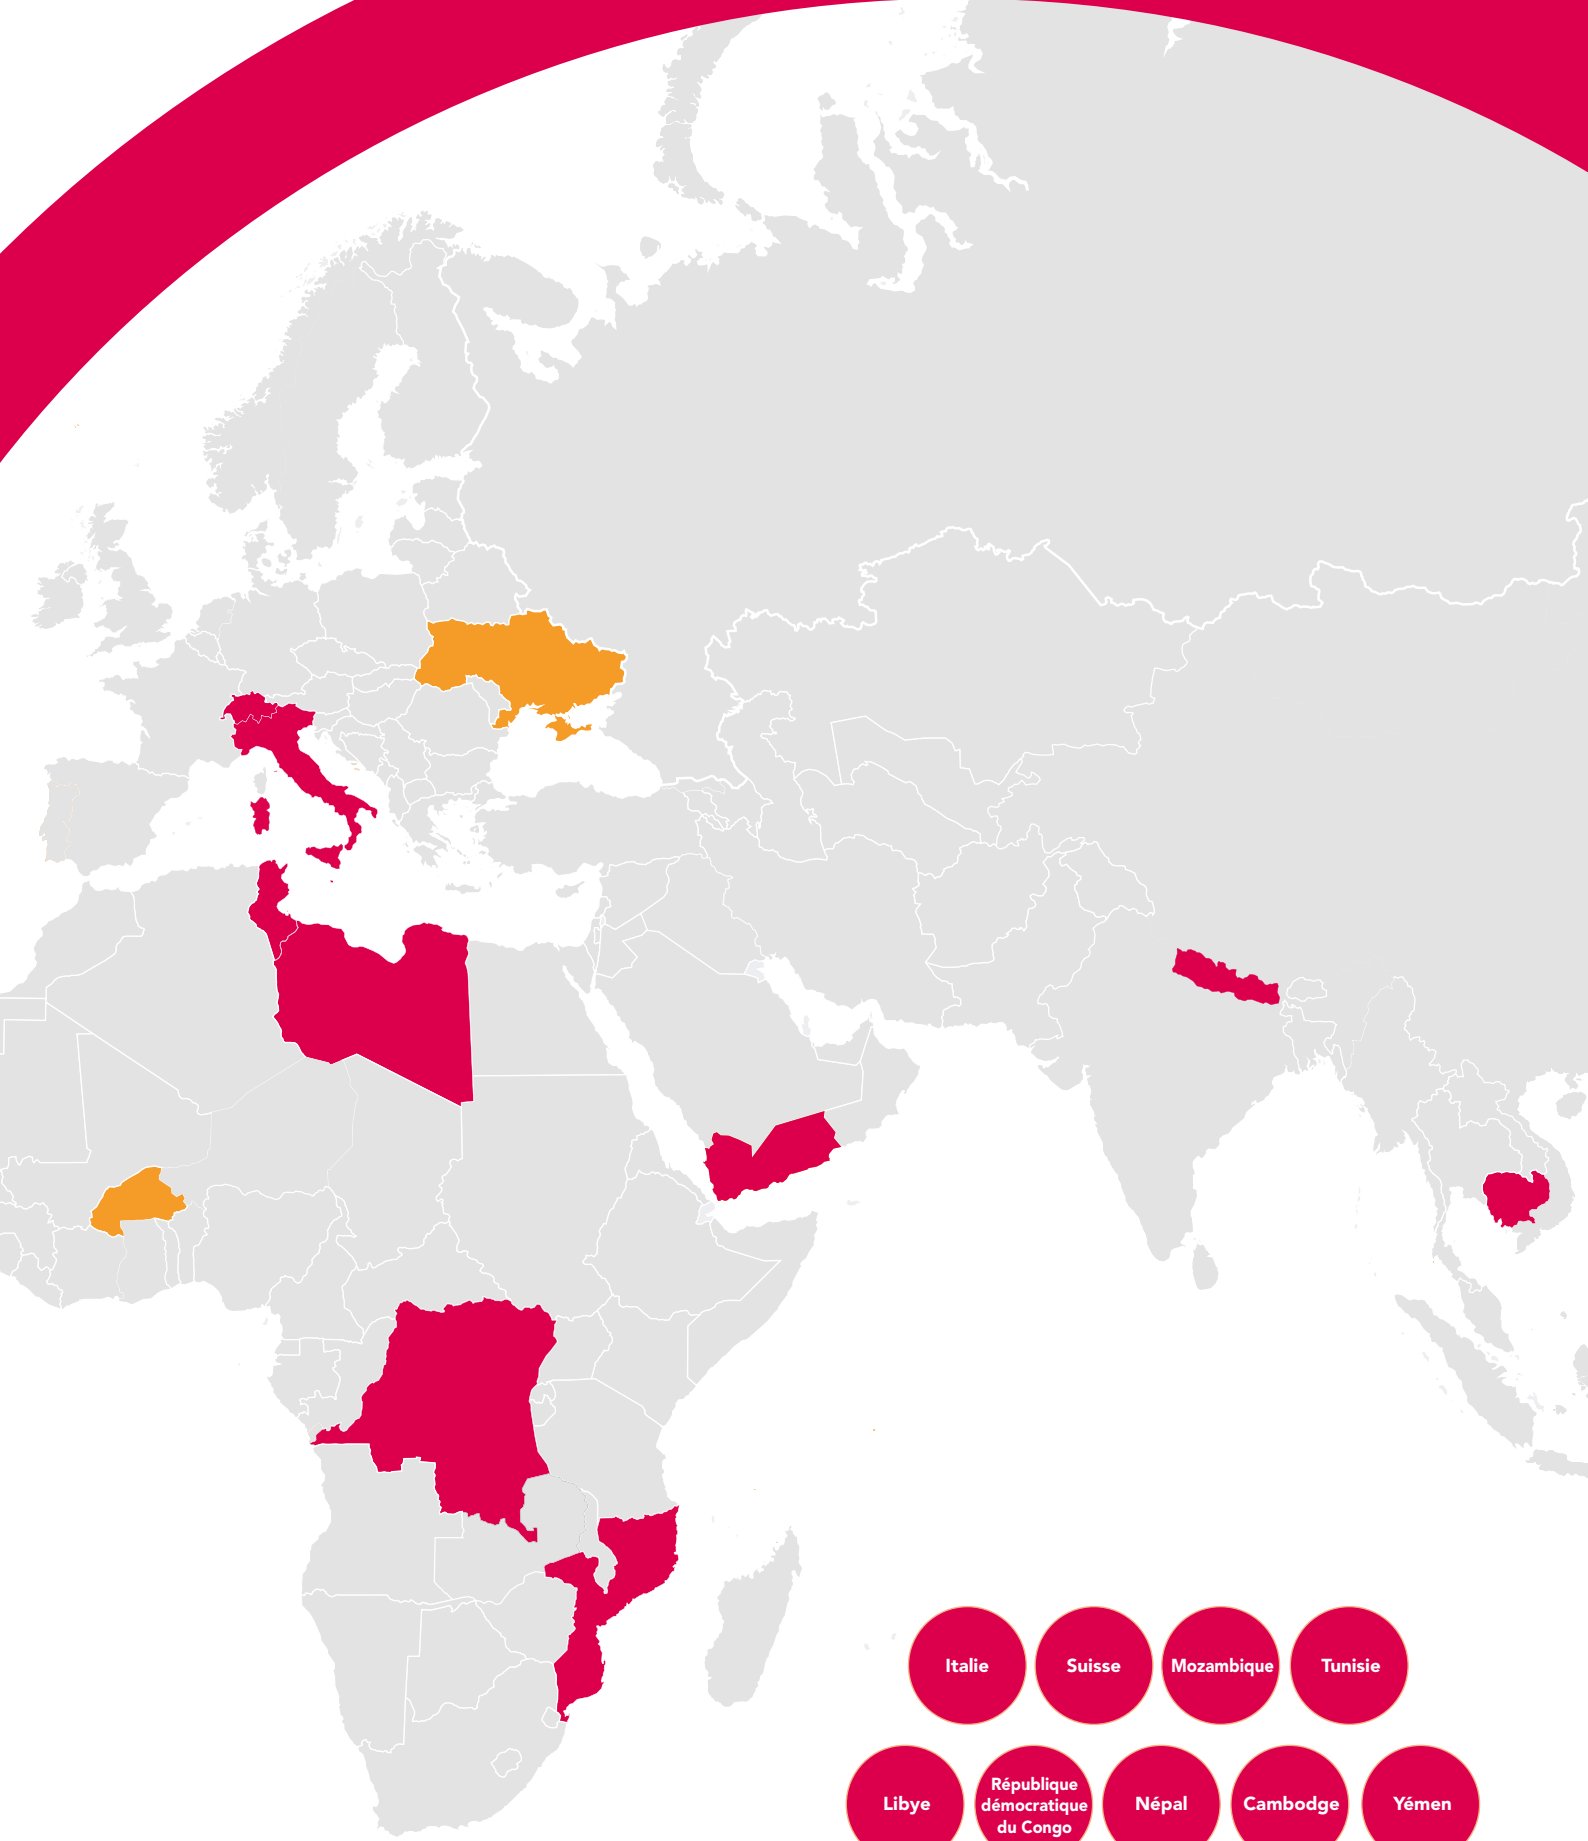 Italie
Suisse
Mozambique
Tunisie
Libye
République
démocratique
du Congo
Népal
Cambodge
Yémen